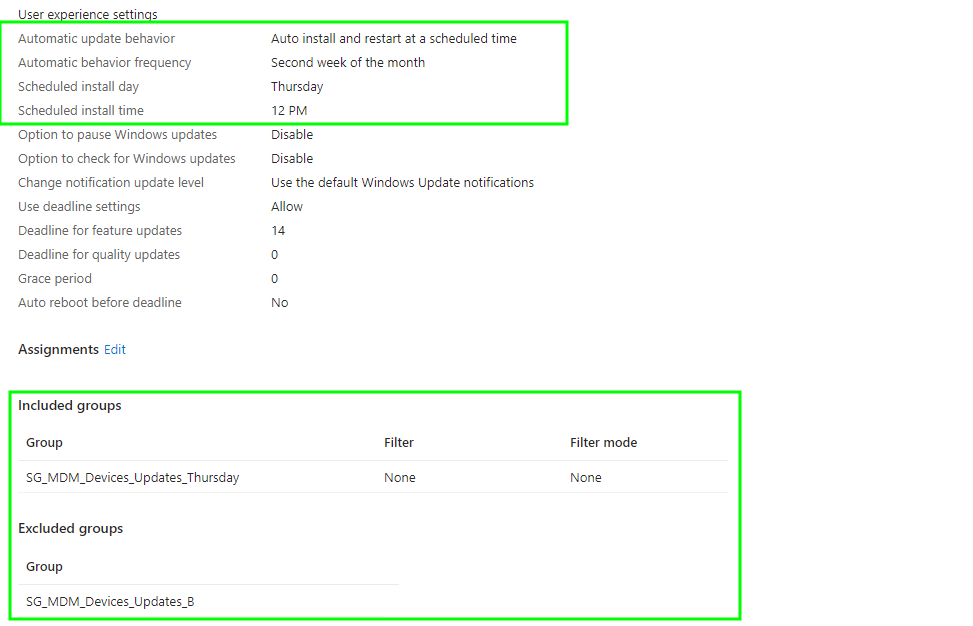 User experience settings
Automatic update behavior Auto install and restart at a scheduled time
Automatic behavior frequency Second week of the month
Scheduled install day Thursday
Scheduled install time 12 PM
Option to pause Windows updates Disable
Option to check for Windows updates Disable
Change notification update level Use the default Windows Update notifications
Use deadline settings Allow
Deadline for feature updates 14
Deadline for quality updates 0
Grace period 0
Auto reboot before deadline No
Assignments Edit
Included groups
Group Filter Filter mode
SG_MDM_Devices_Updates_Thursday None None
Excluded groups
Group
SG_MDM_Devices_Updates_B